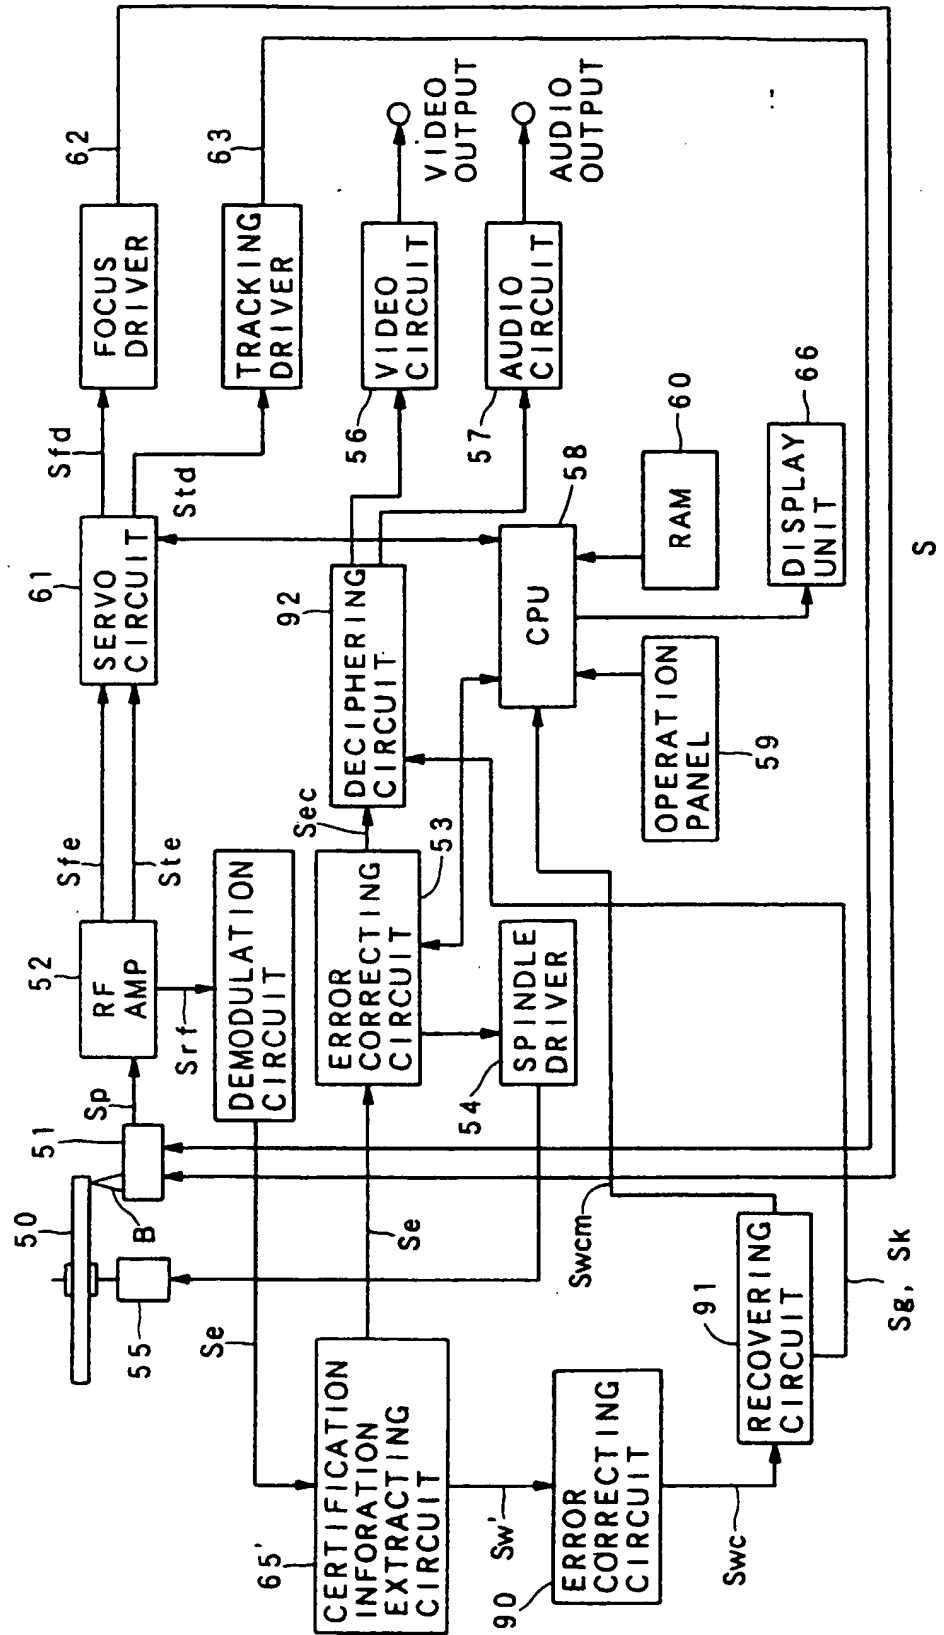 62
63
FOCUS
DRIVER
TRACKING
DRIVER
VIDEO
OUTPUT
AUDIO
OUTPUT
Sfd
Std
56
VIDEO
CIRCUIT
57
AUDIO
CIRCUIT
61
SERVO
CIRCUIT
92
DECIPHERING
CIRCUIT
58
CPU
60
RAM
66
DISPLAY
UNIT
OPERATION
PANEL
59
S
Sfe
Ste
Sec
53
52
RF
AMP
Srf
DEMODULATION
CIRCUIT
ERROR
CORRECTING
CIRCUIT
54
SPINDLE
DRIVER
Sp
51
50
B
55
Se
Se
Swcm
65'
CERTIFICATION
INFORATION
EXTRACTING
CIRCUIT
Sw'
90
ERROR
CORRECTING
CIRCUIT
Swc
91
RECOVERING
CIRCUIT
Sg, Sk